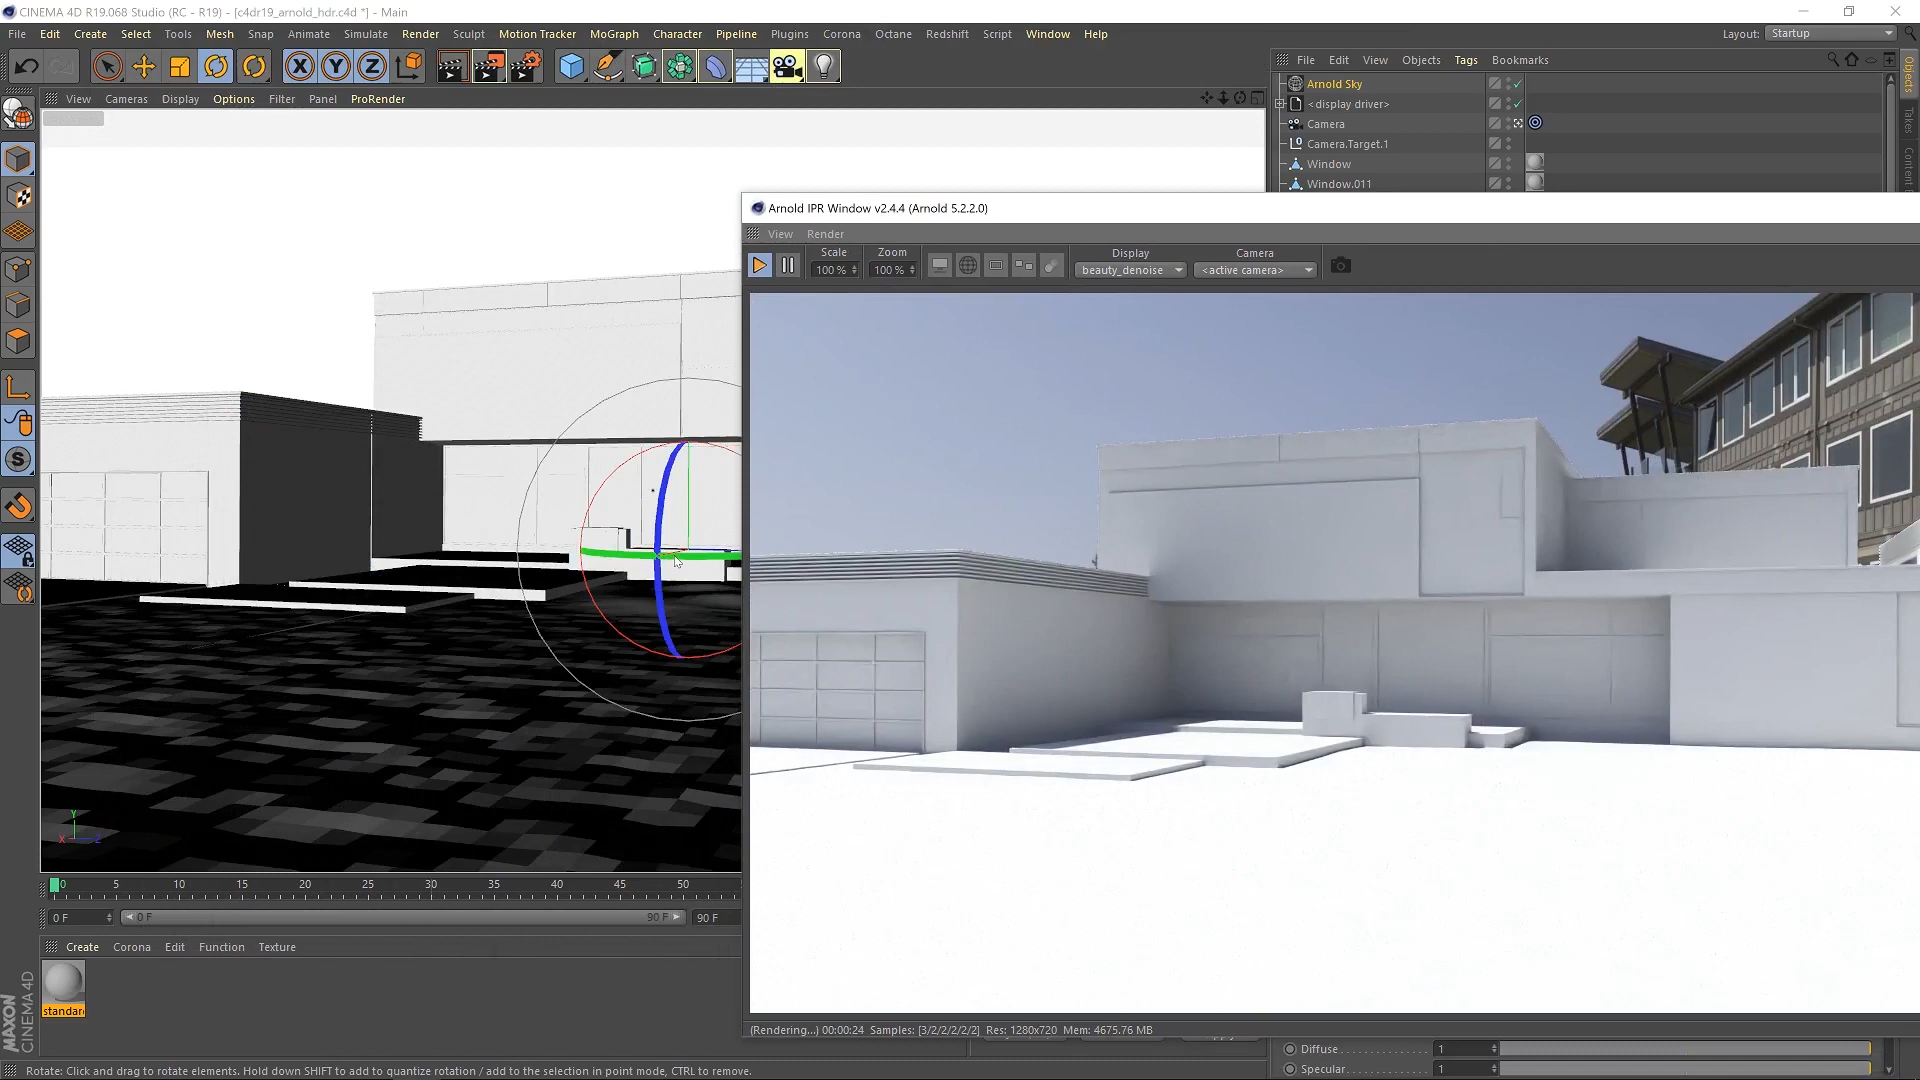 CINEMA 4D R19.068 Studio (RC - R19) - [c4dr19_arnold_hdr.c4d *] - Main
File Edit Create Select Tools Mesh Snap Animate Simulate Render Sculpt Motion Tracker MoGraph Character Pipeline Plugins Corona Octane Redshift Script Window Help
Layout: Startup
X Y Z
File Edit View Objects Tags Bookmarks
View Cameras Display Options Filter Panel ProRender
Arnold Sky
<display driver>
Camera
Camera.Target.1
Window
Window.011
Objects
Takes
Arnold IPR Window v2.4.4 (Arnold 5.2.2.0)
View Render
Scale Zoom Display Camera
100 % 100 % beauty_denoise <active camera>
S
Y
X Z
0 5 10 15 20 25 30 35 40 45 50
0 F 0 F 90 F 90 F
Create Corona Edit Function Texture
standar
MAXON
CINEMA 4D
(Rendering...) 00:00:24 Samples: [3/2/2/2/2/2] Res: 1280x720 Mem: 4675.76 MB
Diffuse 1
Specular 1
Rotate: Click and drag to rotate elements. Hold down SHIFT to add to quantize rotation / add to the selection in point mode, CTRL to remove.